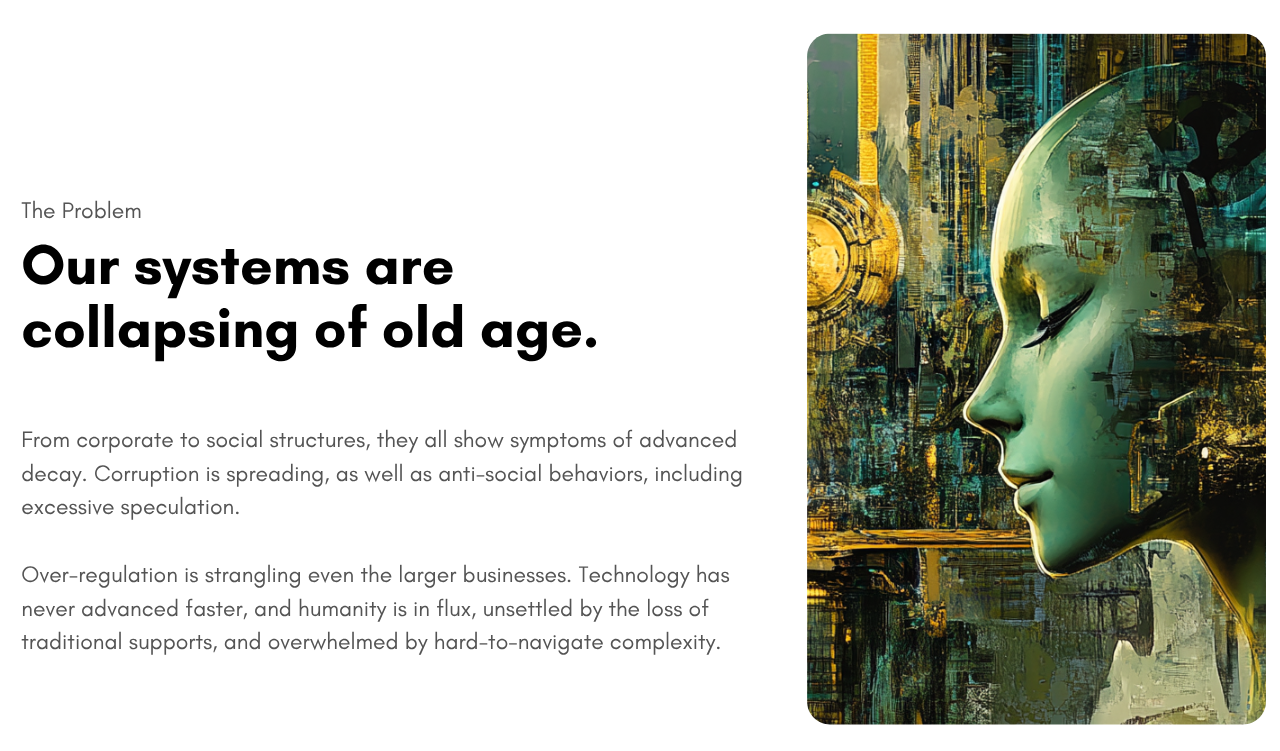 The Problem
Our systems are
collapsing of old age.
From corporate to social structures, they all show symptoms of advanced
decay. Corruption is spreading, as well as anti-social behaviors, including
excessive speculation.
Over-regulation is strangling even the larger businesses. Technology has
never advanced faster, and humanity is in flux, unsettled by the loss of
traditional supports, and overwhelmed by hard-to-navigate complexity.